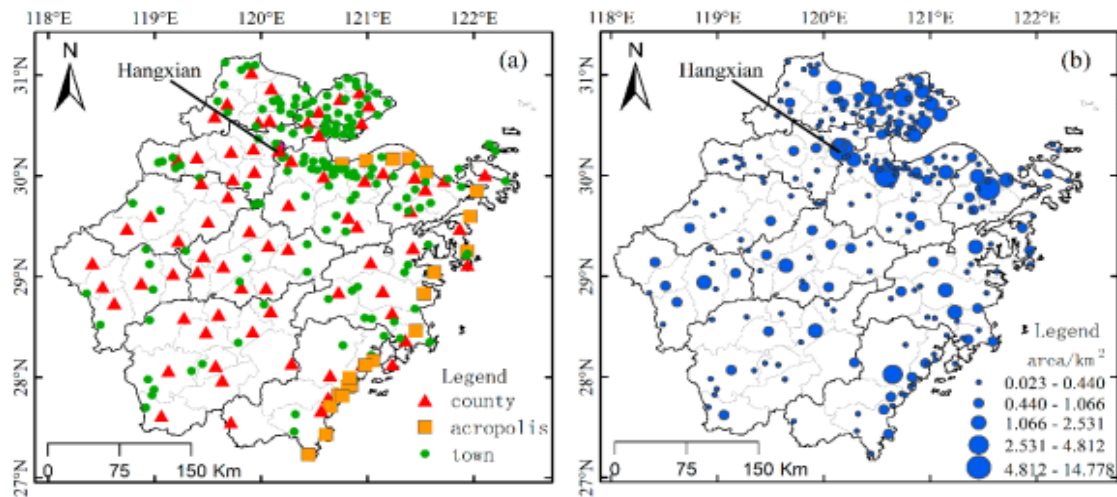 118°E 119°E 120°E 121°E 122°E
N
Hangxian
(a)
31°N
30°N
29°N
28°N
27°N
Legend
county
acropolis
town
0 75 150 Km
118°E 119°E 120°E 121°E 122°E
N
Hangxian
(b)
31°N
30°N
29°N
28°N
27°N
Legend
area/km²
0.023 - 0.440
0.440 - 1.066
1.066 - 2.531
2.531 - 4.812
4.812 - 14.778
0 75 150 Km